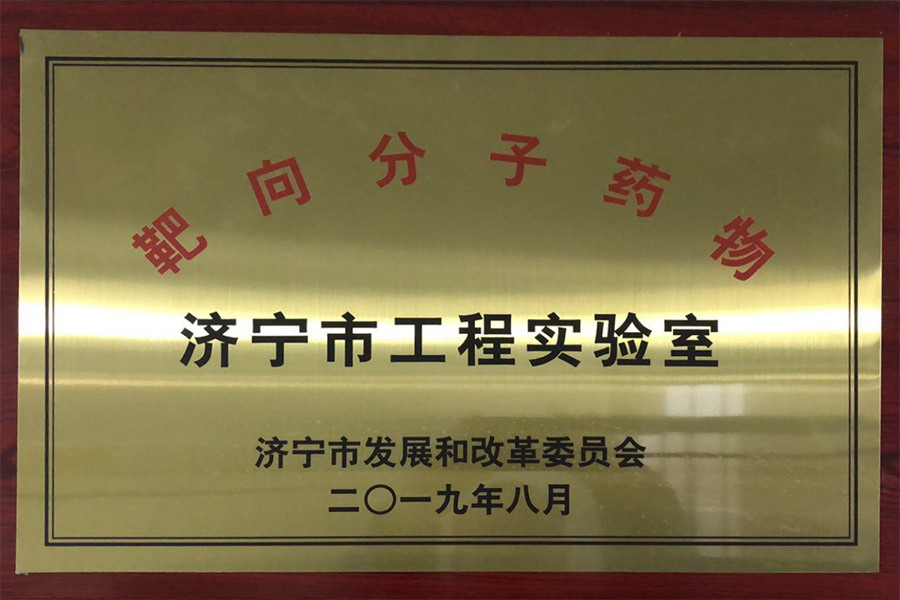 靶向分子药物
济宁市工程实验室
济宁市发展和改革委员会
二〇一九年八月